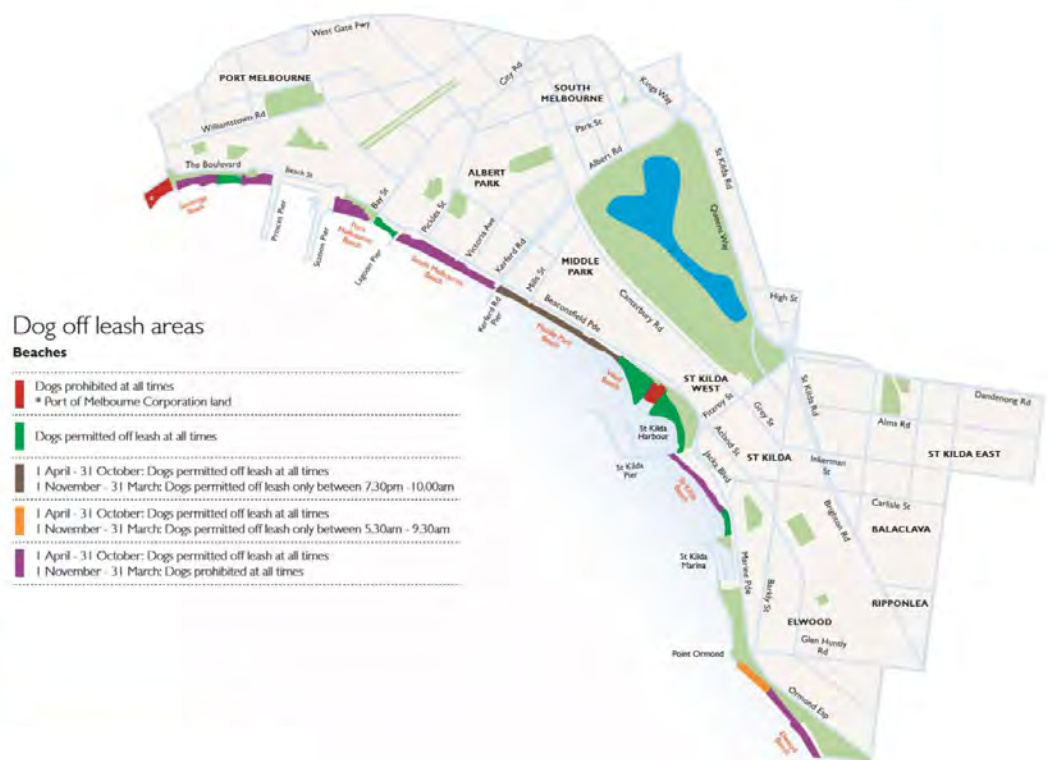 West Gate Fwy
PORT MELBOURNE
City Rd
SOUTH
MELBOURNE
Kings Way
Williamstown Rd
Park St
Albert Rd
St Kilda Rd
The Boulevard
Beach St
ALBERT
PARK
Bay St
Pickles St
Victoria Ave
Kerferd Rd
Mills St
Queens Way
Sandridge
Beach
Princes Pier
Station Pier
Port
Melbourne
Beach
Lagoon Pier
South Melbourne
Beach
MIDDLE
PARK
Kerferd Rd
Pier
Beaconsfield Pde
Canterbury Rd
High St
Middle Park
Beach
Dog off leash areas
Beaches
Dogs prohibited at all times
* Port of Melbourne Corporation land
Dogs permitted off leash at all times
1 April - 31 October: Dogs permitted off leash at all times
1 November - 31 March: Dogs permitted off leash only between 7.30pm -10.00am
1 April - 31 October: Dogs permitted off leash at all times
1 November - 31 March: Dogs permitted off leash only between 5.30am - 9.30am
1 April - 31 October: Dogs permitted off leash at all times
1 November - 31 March: Dogs prohibited at all times
West
Beach
ST KILDA
WEST
Fitzroy St
Grey St
St Kilda Rd
Dandenong Rd
Alma Rd
St Kilda
Harbour
Acland St
Jacka Blvd
ST KILDA
Inkerman
St
ST KILDA EAST
St Kilda
Pier
St Kilda
Beach
Carlisle St
Brighton Rd
BALACLAVA
St Kilda
Marina
Marine Pde
Barkly St
RIPPONLEA
ELWOOD
Glen Huntly
Rd
Point Ormond
Ormond Esp
Elwood
Beach